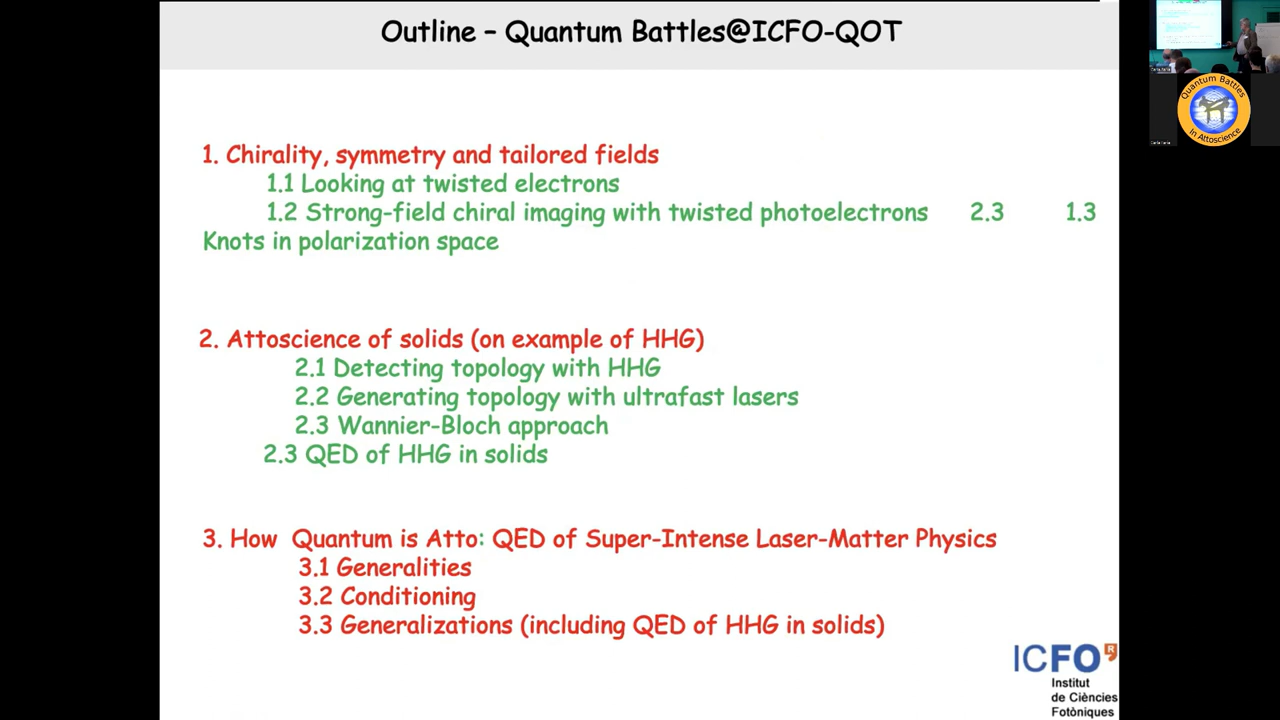 Outline – Quantum Battles@ICFO-QOT
1. Chirality, symmetry and tailored fields
1.1 Looking at twisted electrons
1.2 Strong-field chiral imaging with twisted photoelectrons 2.3 1.3
Knots in polarization space
2. Attoscience of solids (on example of HHG)
2.1 Detecting topology with HHG
2.2 Generating topology with ultrafast lasers
2.3 Wannier-Bloch approach
2.3 QED of HHG in solids
3. How Quantum is Atto: QED of Super-Intense Laser-Matter Physics
3.1 Generalities
3.2 Conditioning
3.3 Generalizations (including QED of HHG in solids)
ICFO R
Institut
de Ciències
Fotòniques
Quantum Battles
In Attoscience